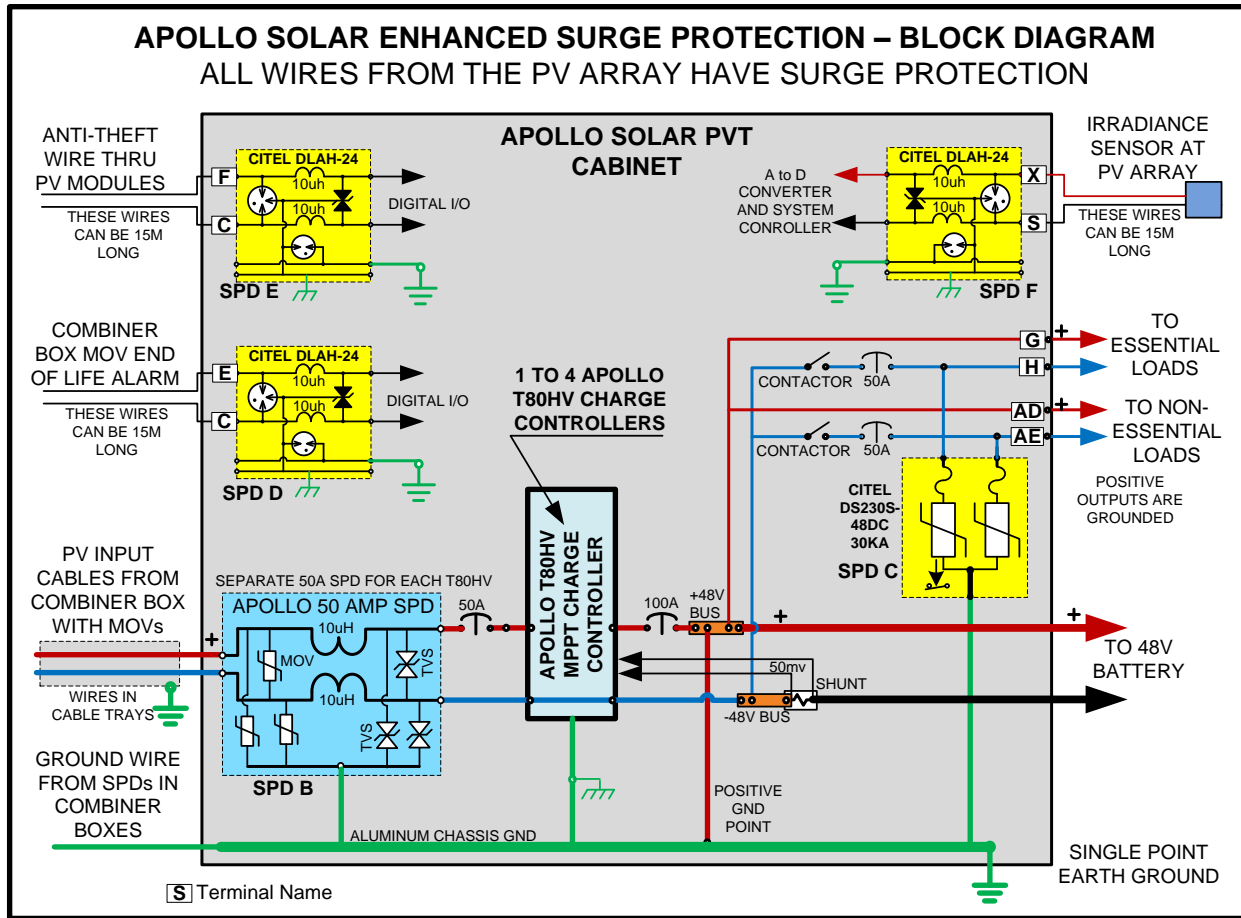 APOLLO SOLAR ENHANCED SURGE PROTECTION – BLOCK DIAGRAM
ALL WIRES FROM THE PV ARRAY HAVE SURGE PROTECTION
ANTI-THEFT
WIRE THRU
PV MODULES
THESE WIRES
CAN BE 15M
LONG
F
C
CITEL DLAH-24
10uh
10uh
SPD E
DIGITAL I/O
APOLLO SOLAR PVT
CABINET
A to D
CONVERTER
AND SYSTEM
CONROLLER
CITEL DLAH-24
10uh
10uh
SPD F
X
S
IRRADIANCE
SENSOR AT
PV ARRAY
THESE WIRES
CAN BE 15M
LONG
COMBINER
BOX MOV END
OF LIFE ALARM
THESE WIRES
CAN BE 15M
LONG
E
C
CITEL DLAH-24
10uh
10uh
SPD D
DIGITAL I/O
1 TO 4 APOLLO
T80HV CHARGE
CONTROLLERS
CONTACTOR
50A
CONTACTOR
50A
G
+
H
AD
+
AE
TO
ESSENTIAL
LOADS
TO NON-
ESSENTIAL
LOADS
POSITIVE
OUTPUTS ARE
GROUNDED
CITEL
DS230S-
48DC
30KA
SPD C
PV INPUT
CABLES FROM
COMBINER BOX
WITH MOVs
+
WIRES IN
CABLE TRAYS
SEPARATE 50A SPD FOR EACH T80HV
APOLLO 50 AMP SPD
10uH
MOV
10uH
TVS
TVS
SPD B
50A
APOLLO T80HV
MPPT CHARGE
CONTROLLER
100A
+48V
BUS
+
+
50mv
SHUNT
-48V BUS
TO 48V
BATTERY
GROUND WIRE
FROM SPDs IN
COMBINER
BOXES
ALUMINUM CHASSIS GND
POSITIVE
GND
POINT
SINGLE POINT
EARTH GROUND
S Terminal Name